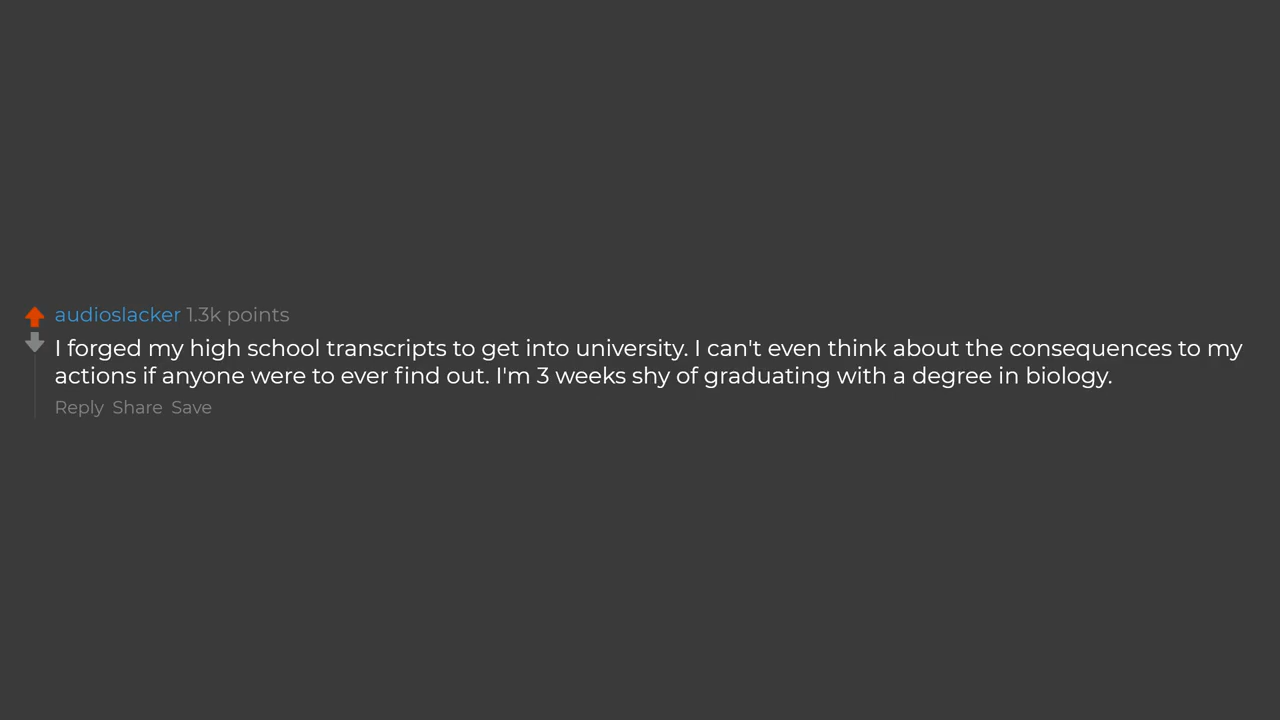 audioslacker 1.3k points
I forged my high school transcripts to get into university. I can't even think about the consequences to my
actions if anyone were to ever find out. I'm 3 weeks shy of graduating with a degree in biology.
Reply Share Save